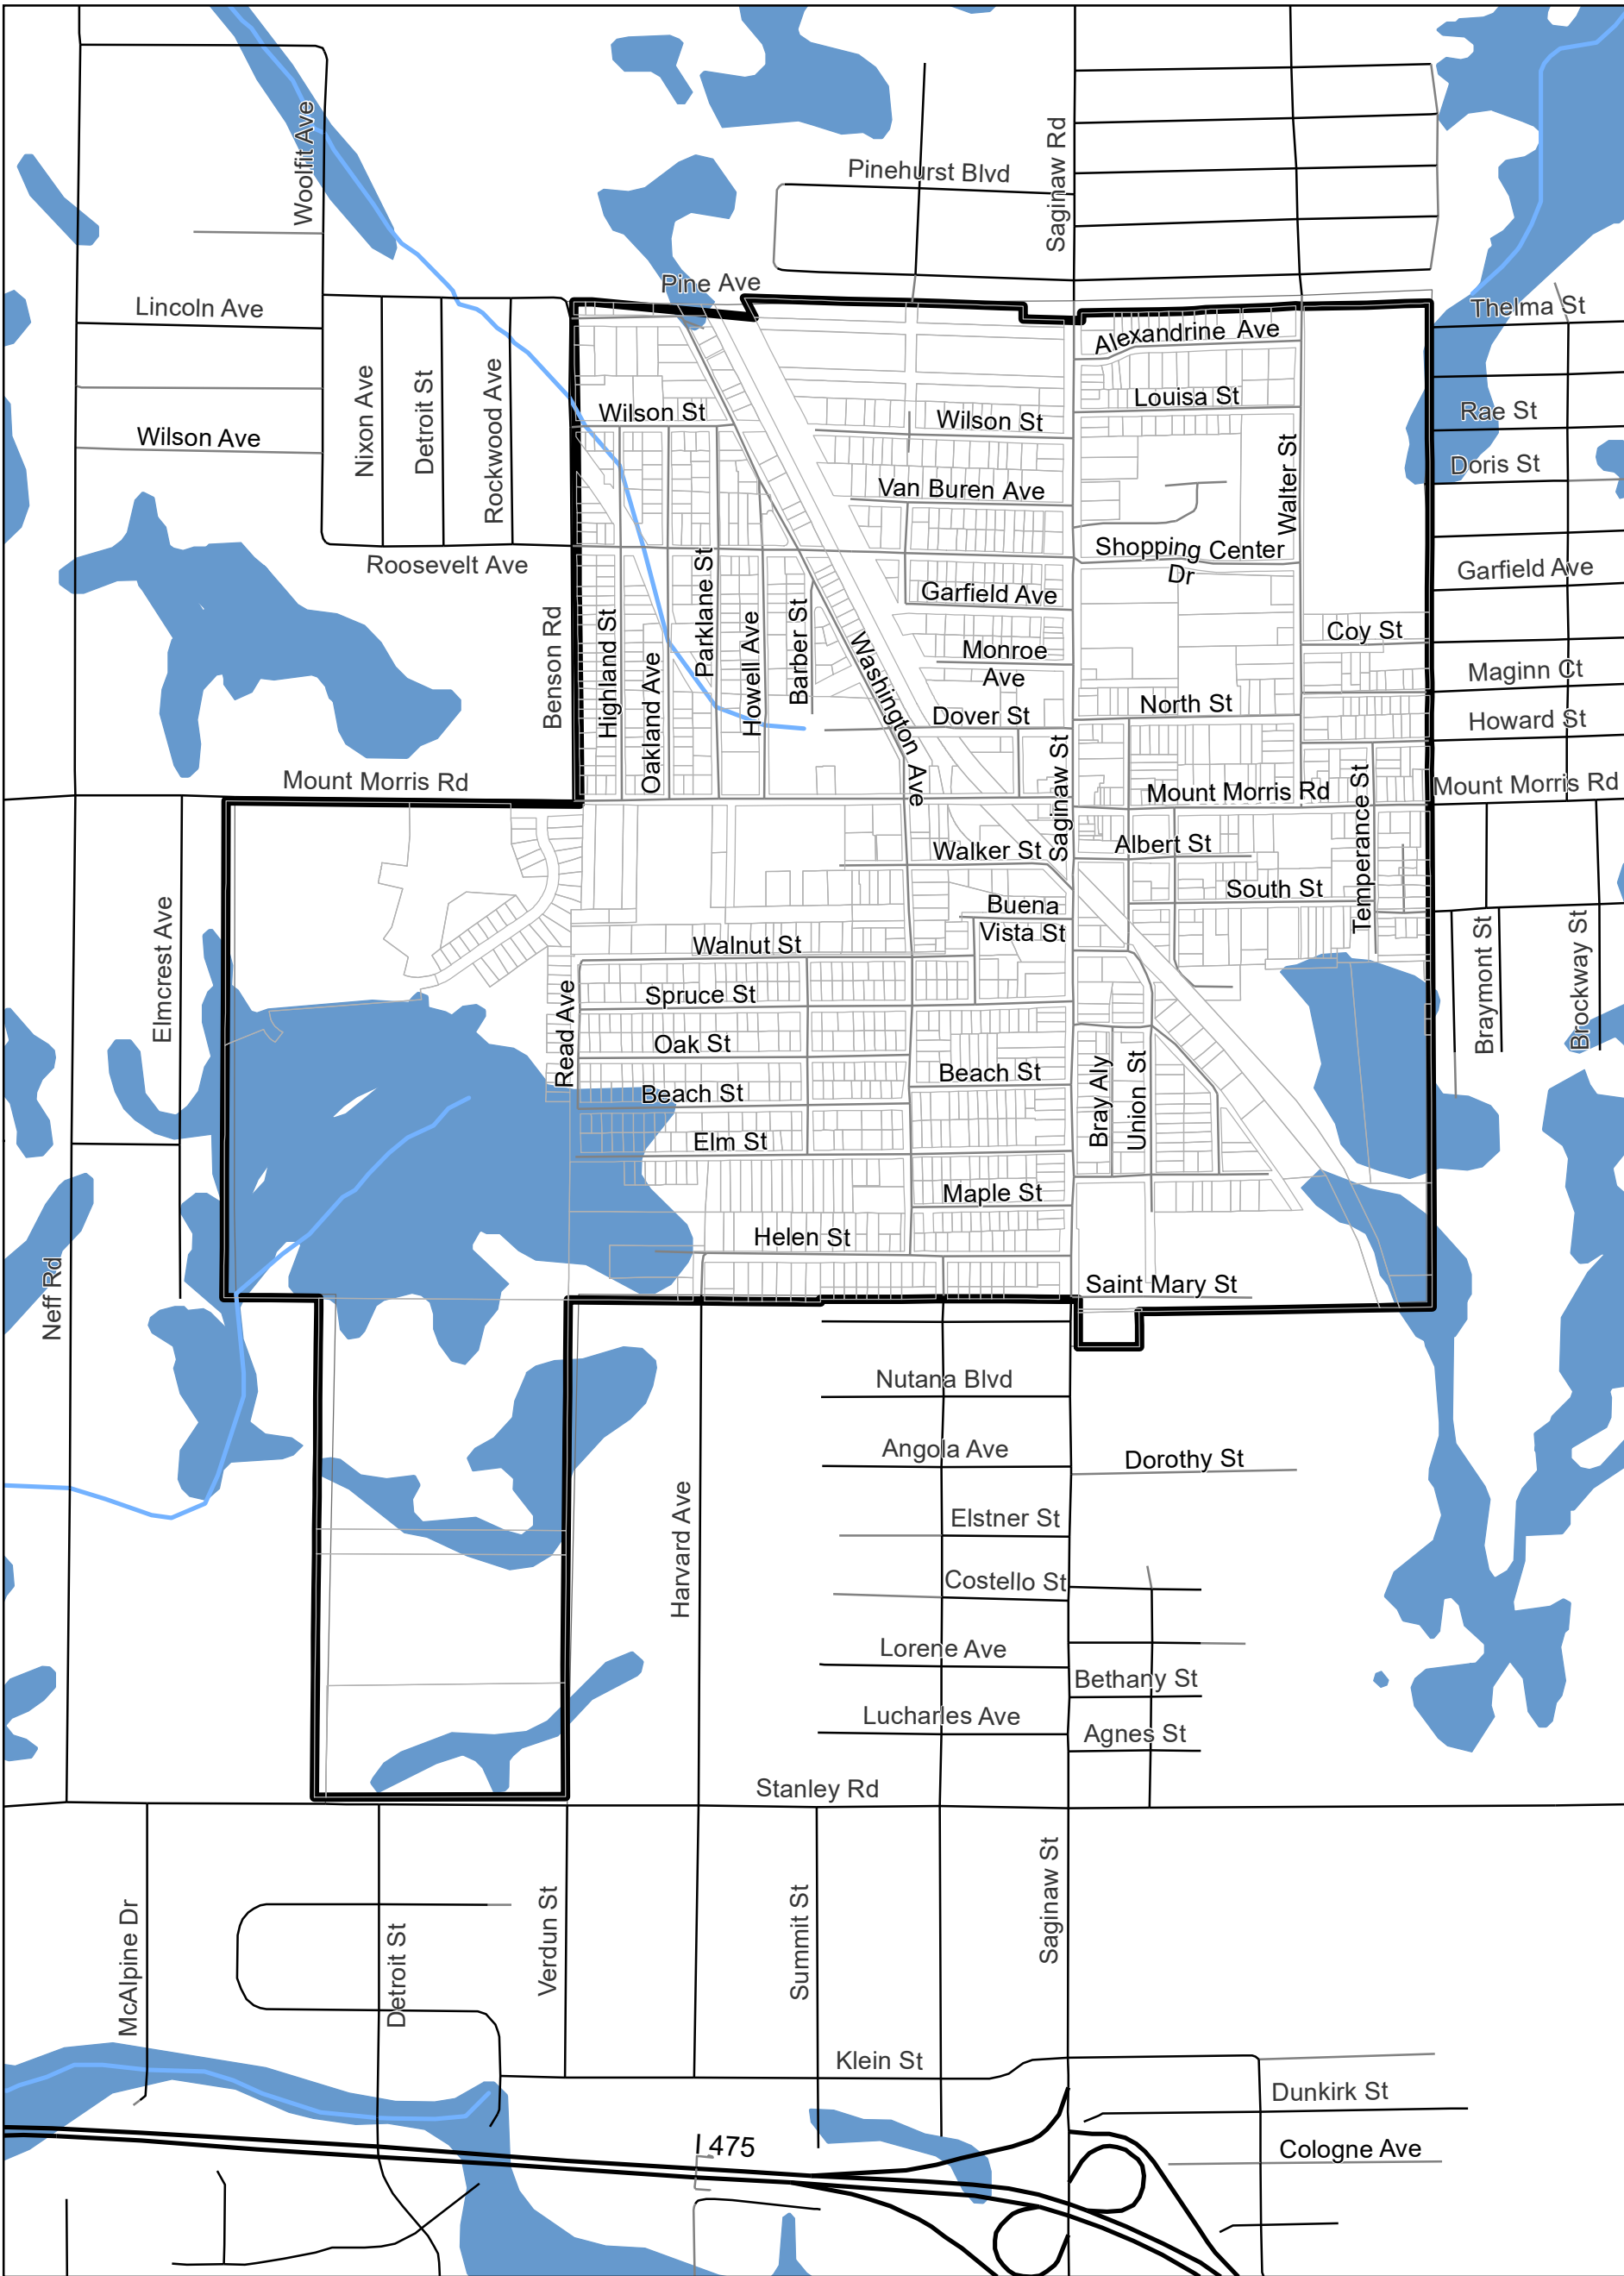 Woolfit Ave
Saginaw Rd
Pinehurst Blvd
Pine Ave
Lincoln Ave
Thelma St
Alexandrine Ave
Nixon Ave
Detroit St
Rockwood Ave
Louisa St
Wilson St
Wilson St
Rae St
Wilson Ave
Walter St
Doris St
Van Buren Ave
Roosevelt Ave
Shopping Center
Dr
Garfield Ave
Garfield Ave
Parklane St
Benson Rd
Highland St
Oakland Ave
Howell Ave
Barber St
Washington Ave
Coy St
Monroe
Ave
Maginn Ct
North St
Dover St
Howard St
Mount Morris Rd
Saginaw St
Mount Morris Rd
Temperance St
Mount Morris Rd
Walker St
Albert St
South St
Buena
Vista St
Elmcrest Ave
Walnut St
Braymont St
Brockway St
Read Ave
Spruce St
Oak St
Beach St
Beach St
Bray Aly
Union St
Elm St
Maple St
Helen St
Neff Rd
Saint Mary St
Nutana Blvd
Angola Ave
Dorothy St
Harvard Ave
Elstner St
Costello St
Lorene Ave
Bethany St
Lucharles Ave
Agnes St
Stanley Rd
McAlpine Dr
Detroit St
Verdun St
Summit St
Saginaw St
Klein St
Dunkirk St
I 475
Cologne Ave